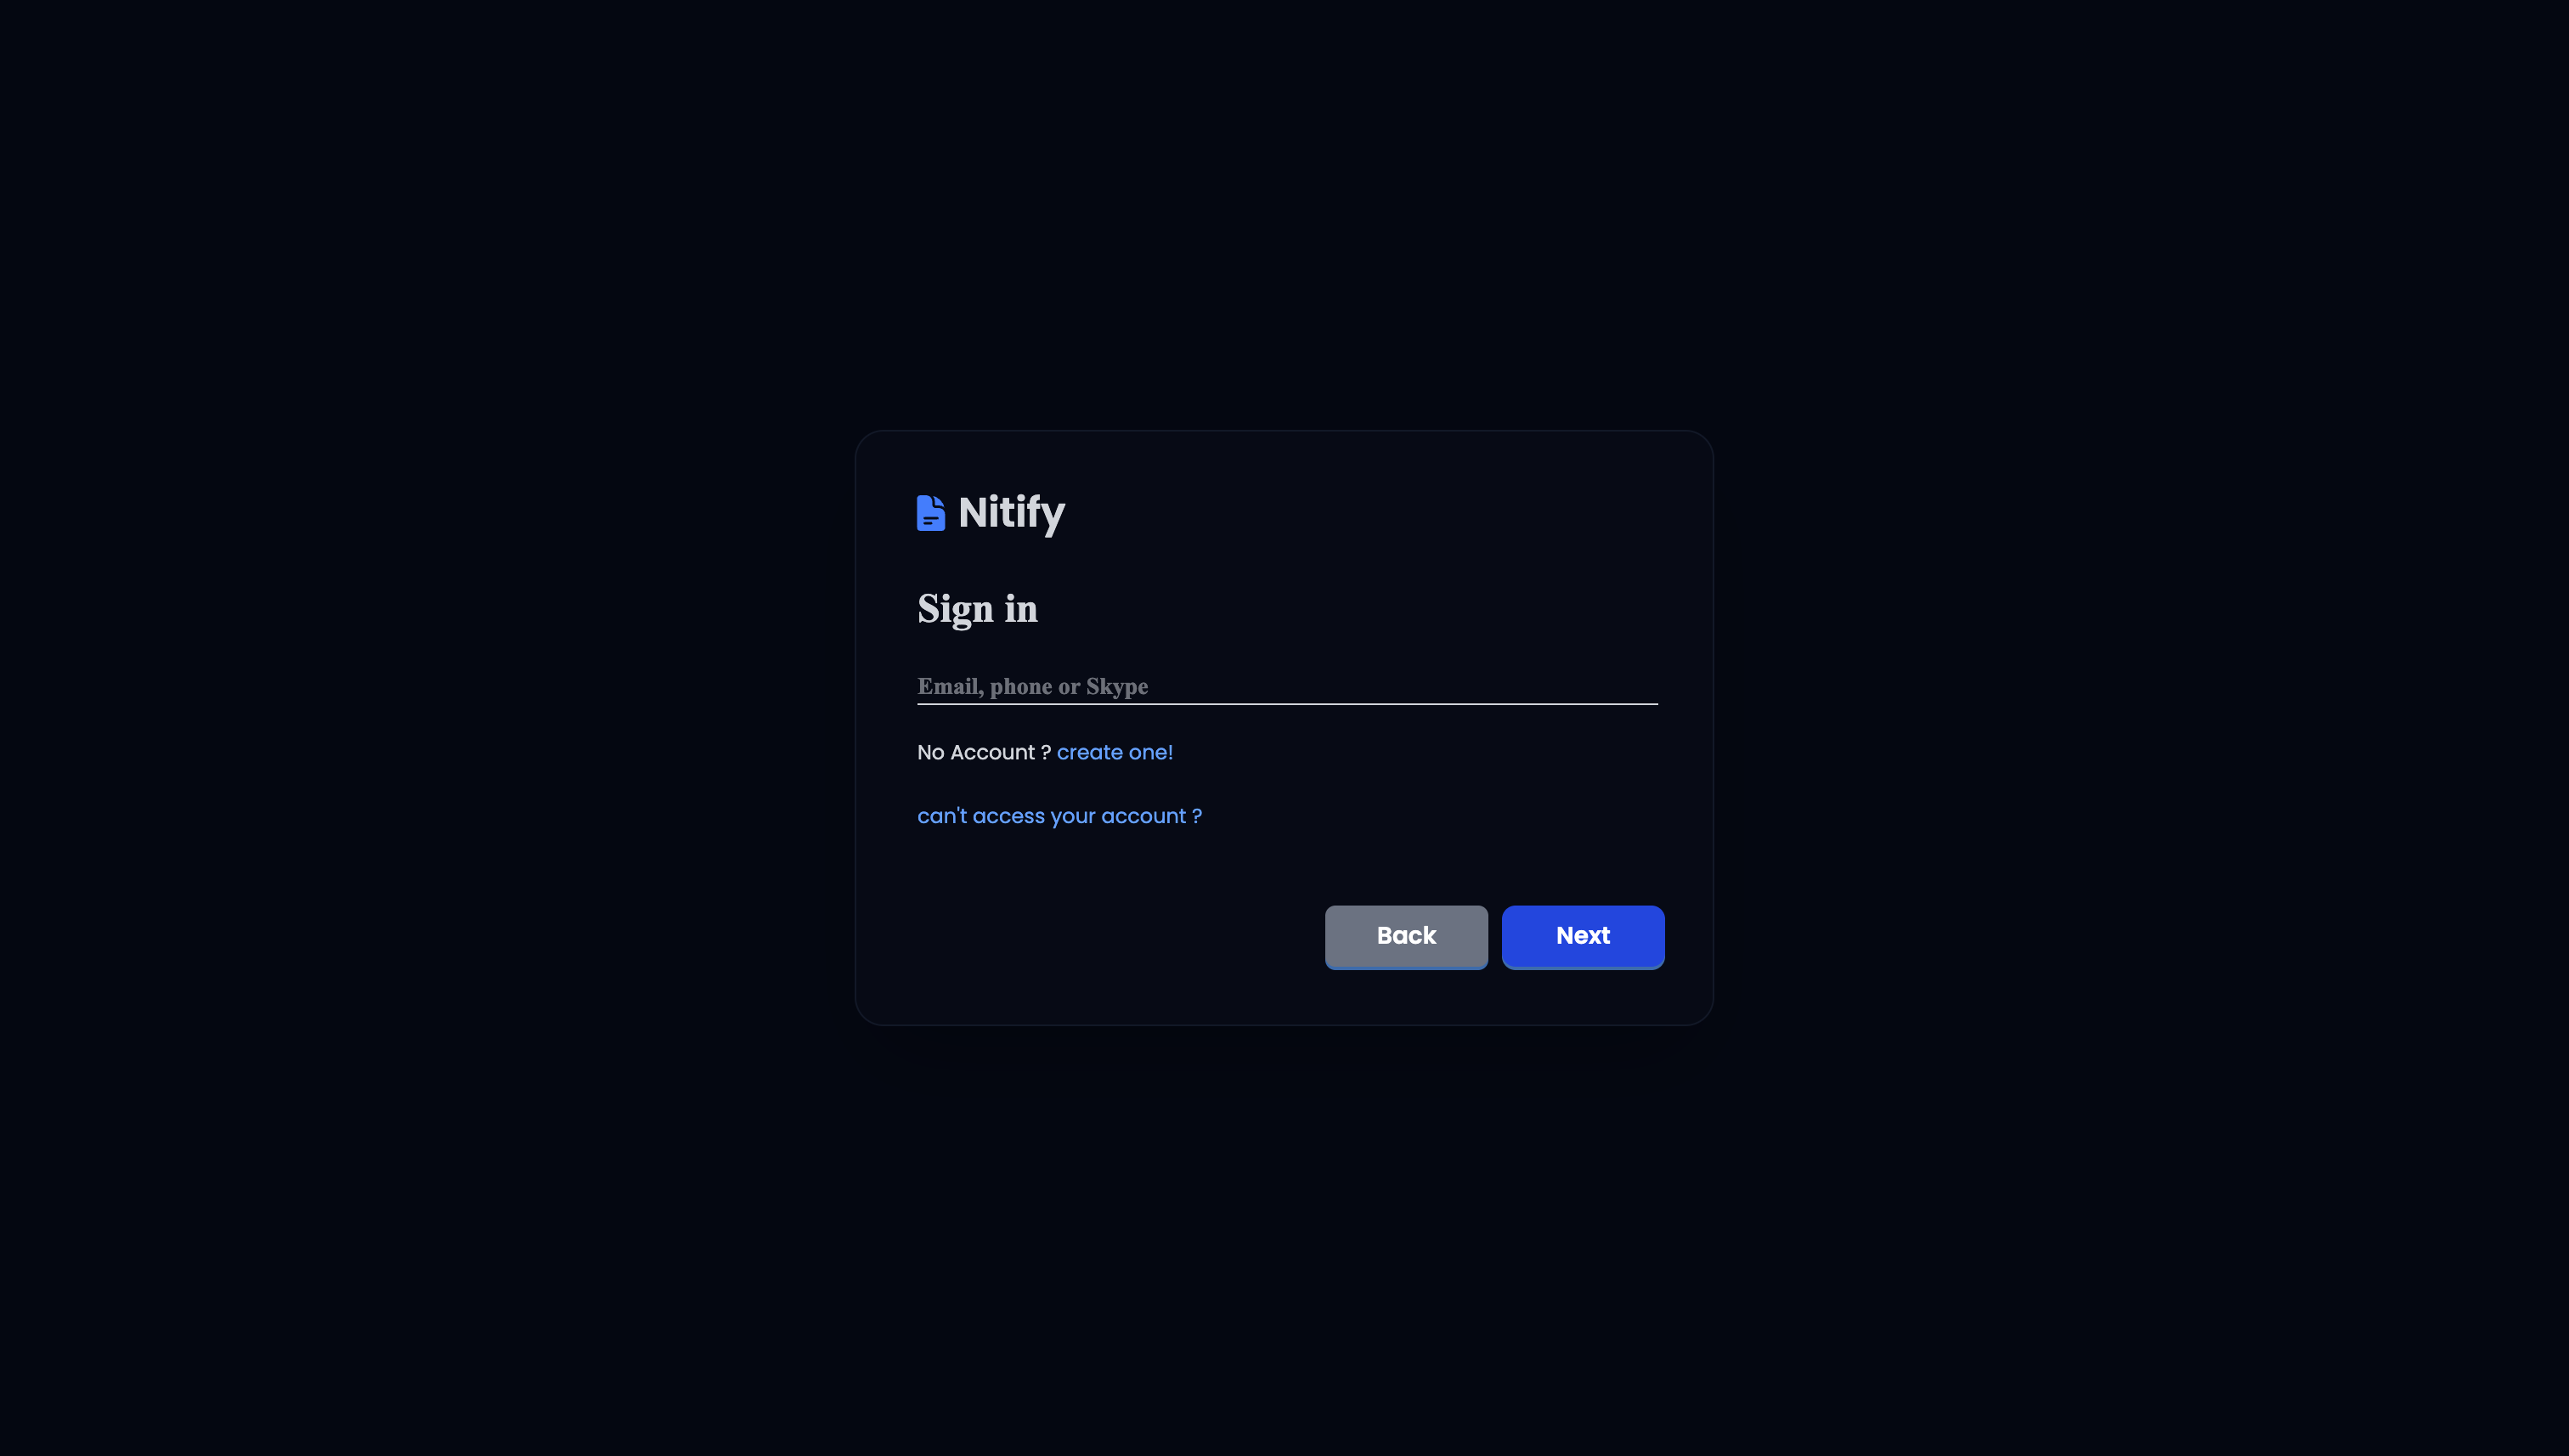 Nitify
Sign in
Email, phone or Skype
No Account ? create one!
can't access your account ?
Back Next